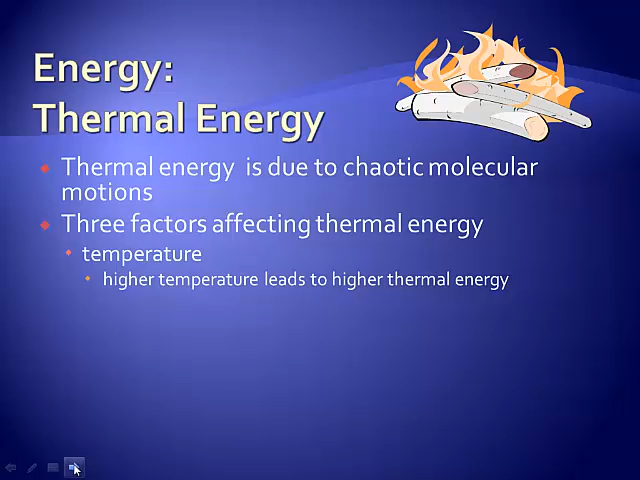 Energy:
Thermal Energy
Thermal energy is due to chaotic molecular
motions
Three factors affecting thermal energy
temperature
higher temperature leads to higher thermal energy